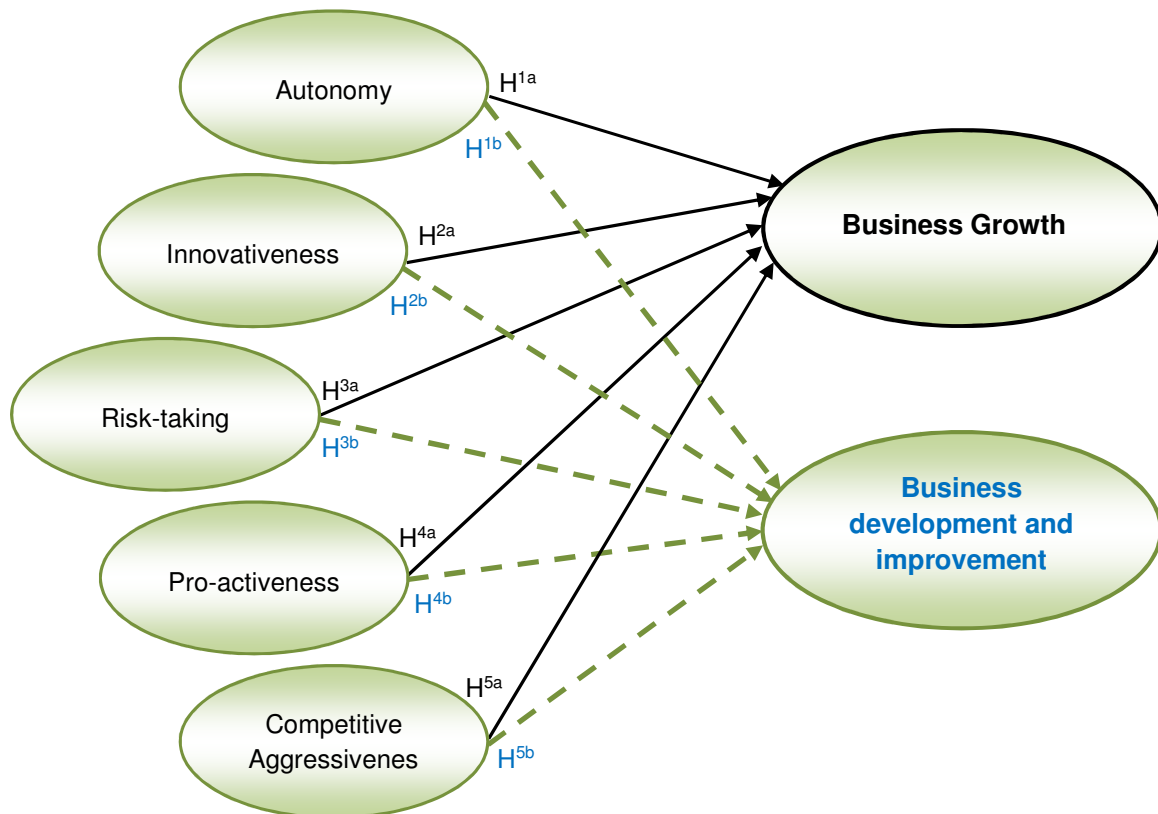 Autonomy
H1a
H1b
Innovativeness
H2a
H2b
Risk-taking
H3a
H3b
Pro-activeness
H4a
H4b
Competitive
Aggressivenes
H5a
H5b
Business Growth
Business
development and
improvement